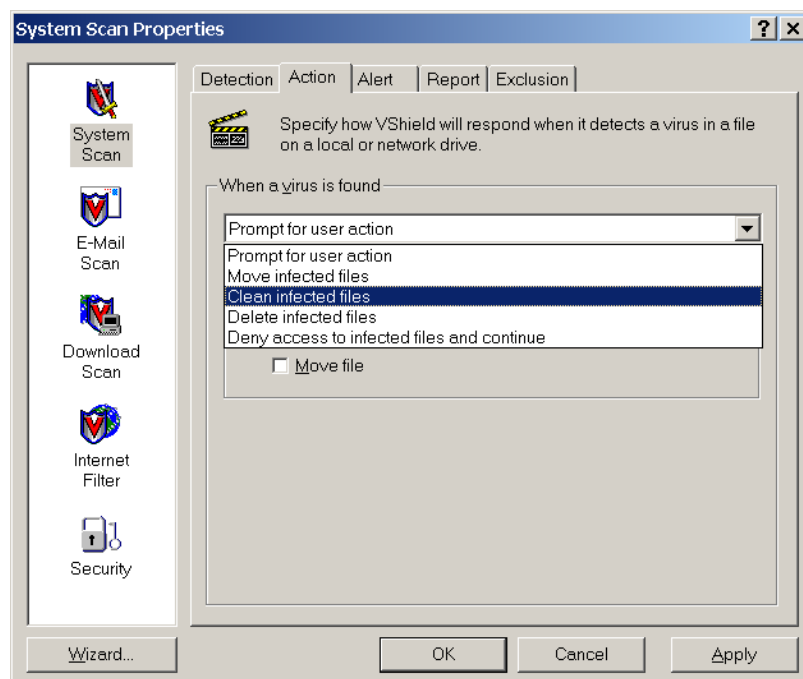 System Scan Properties
Detection Action Alert Report Exclusion
System
Scan
E-Mail
Scan
Download
Scan
Internet
Filter
Security
Specify how VShield will respond when it detects a virus in a file
on a local or network drive.
When a virus is found
Prompt for user action
Prompt for user action
Move infected files
Clean infected files
Delete infected files
Deny access to infected files and continue
Move file
Wizard... OK Cancel Apply